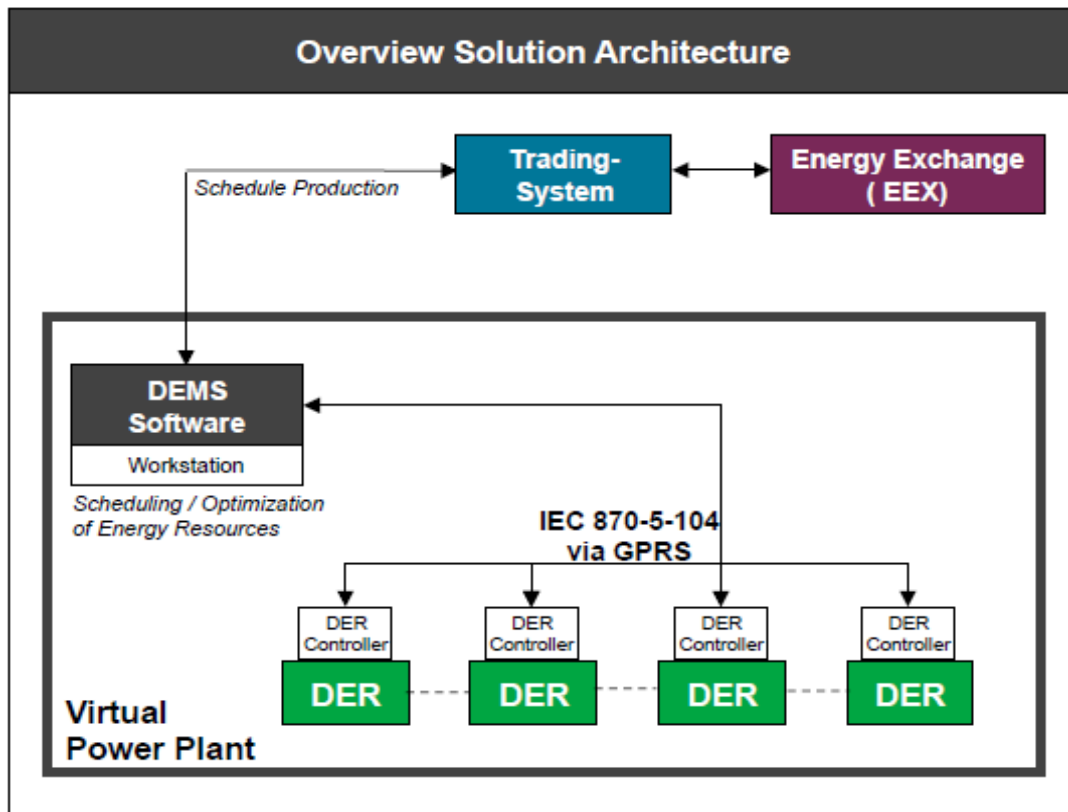 Overview Solution Architecture
Trading-
System
Energy Exchange
( EEX)
Schedule Production
DEMS
Software
Workstation
Scheduling / Optimization
of Energy Resources
IEC 870-5-104
via GPRS
DER
Controller
DER
Controller
DER
Controller
DER
Controller
DER
DER
DER
DER
Virtual
Power Plant